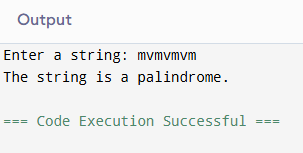 Output
Enter a string: mvmvmvm
The string is a palindrome.
=== Code Execution Successful ===